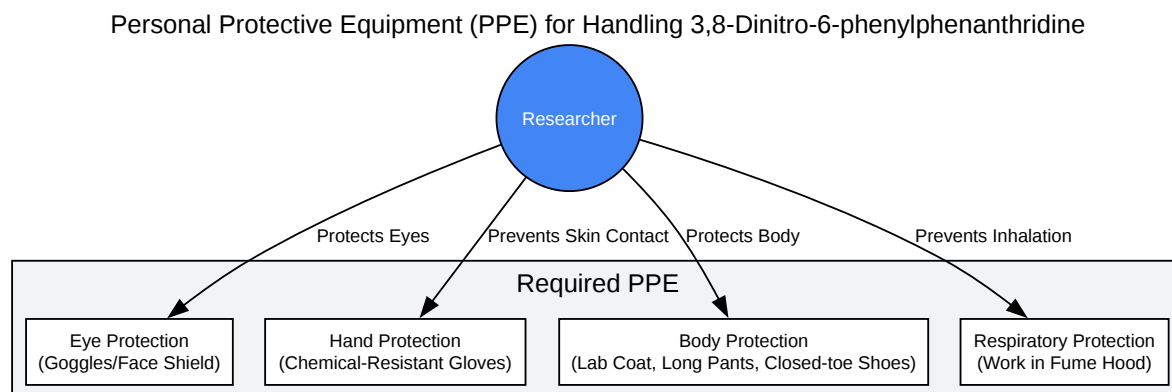 Personal Protective Equipment (PPE) for Handling 3,8-Dinitro-6-phenylphenanthridine
Researcher
Protects Eyes
Prevents Skin Contact
Protects Body
Prevents Inhalation
Required PPE
Eye Protection
(Goggles/Face Shield)
Hand Protection
(Chemical-Resistant Gloves)
Body Protection
(Lab Coat, Long Pants, Closed-toe Shoes)
Respiratory Protection
(Work in Fume Hood)